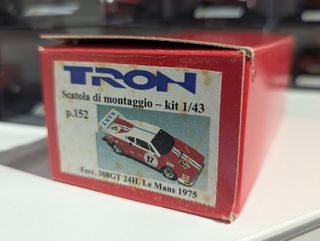 TRON
Scatola di montaggio – kit 1/43
p.152
17
Ferr. 308GT 24H. Le Mans 1975